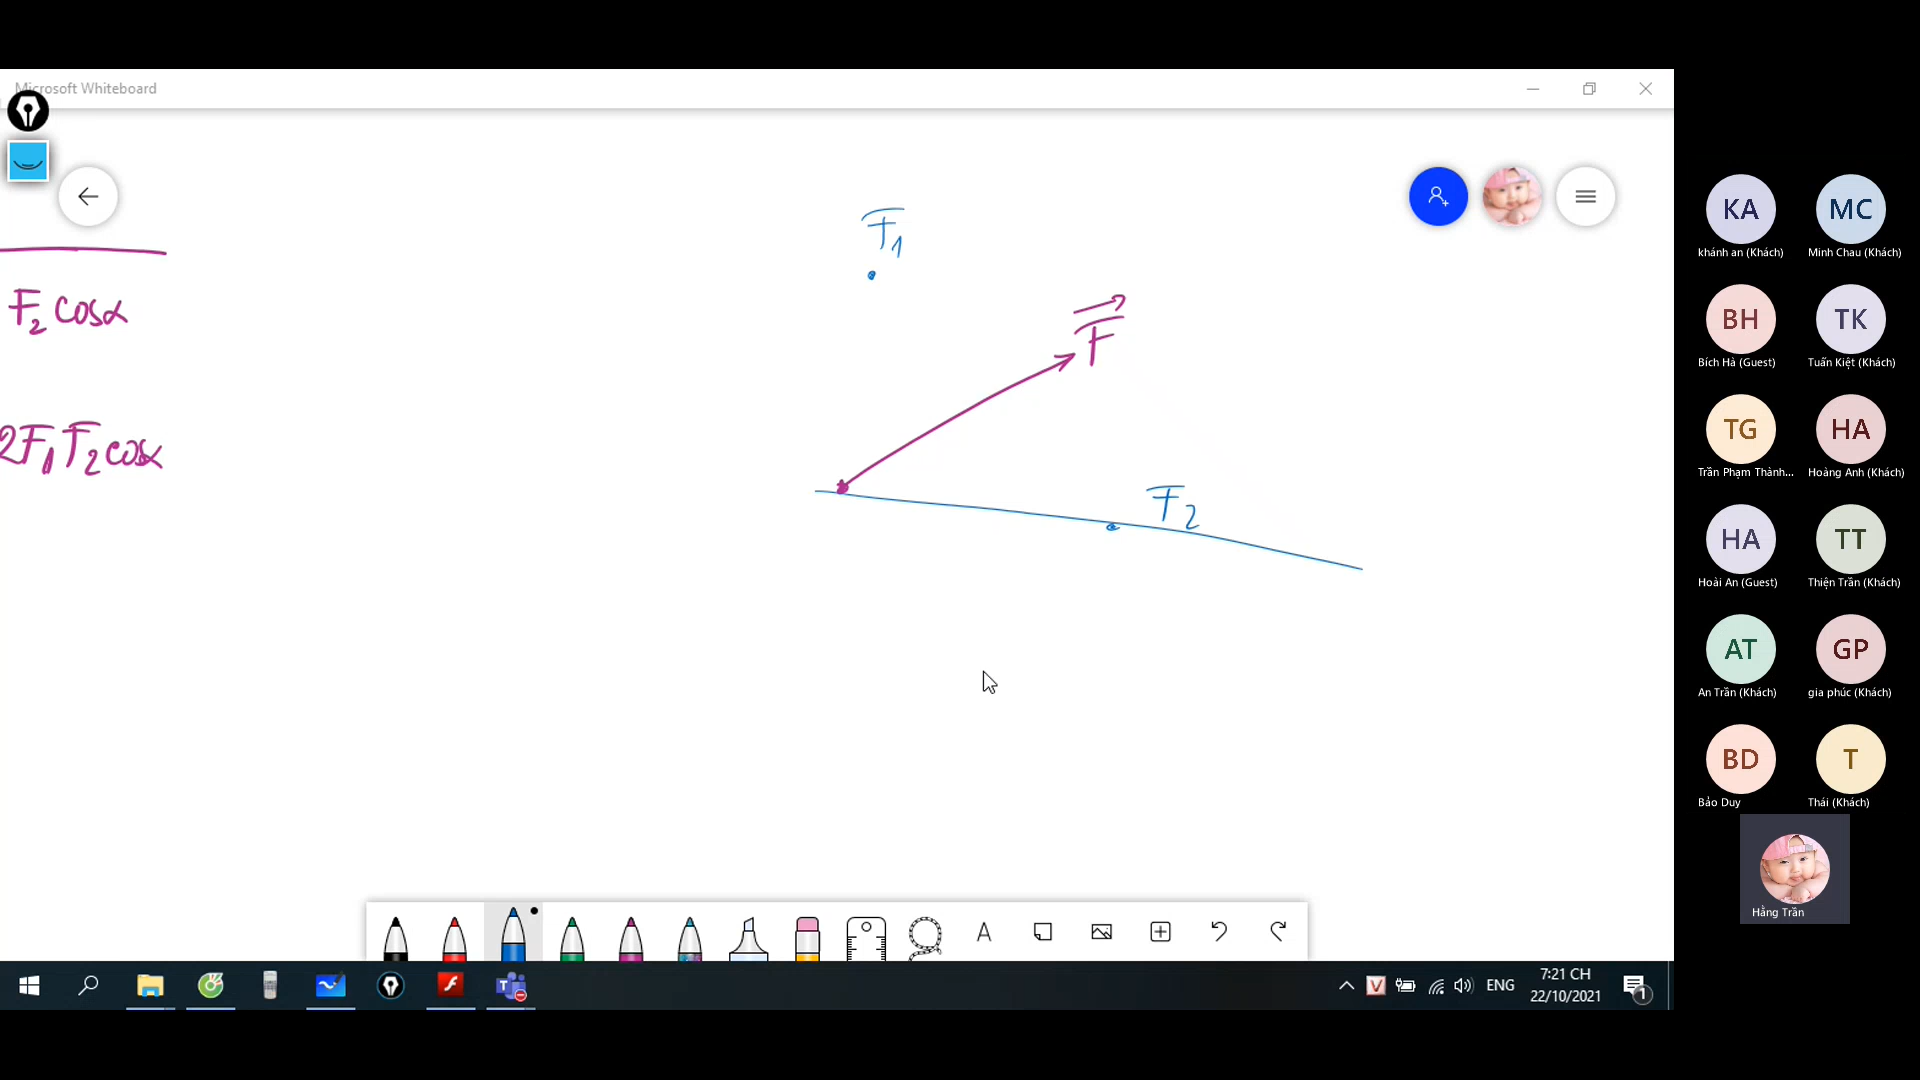 Microsoft Whiteboard
F₁
F
F₂ cosα
2F₁F₂cosα
F₂
KA
khánh an (Khách)
MC
Minh Chau (Khách)
BH
Bích Hà (Guest)
TK
Tuấn Kiệt (Khách)
TG
Trần Phạm Thành...
HA
Hoàng Anh (Khách)
HA
Hoài An (Guest)
TT
Thiện Trần (Khách)
AT
An Trần (Khách)
GP
gia phúc (Khách)
BD
Bảo Duy
T
Thái (Khách)
Hằng Trần
A
ENG
7:21 CH
22/10/2021
1